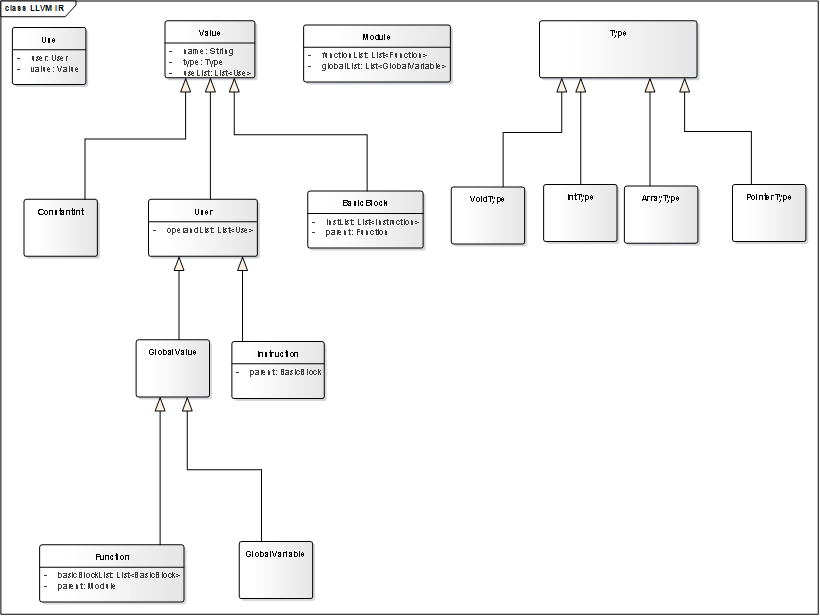 class LLVM IR
Use
- user: User
- value: Value
Value
- name: String
- type: Type
- useList: List<Use>
Module
- functionList: List<Function>
- globalList: List<GlobalVariable>
Type
ConstantInt
User
- operandList: List<Use>
BasicBlock
- instList: List<Instruction>
- parent: Function
VoidType
IntType
ArrayType
PointerType
GlobalValue
Instruction
- parent: BasicBlock
Function
- basicBlockList: List<BasicBlock>
- parent: Module
GlobalVariable